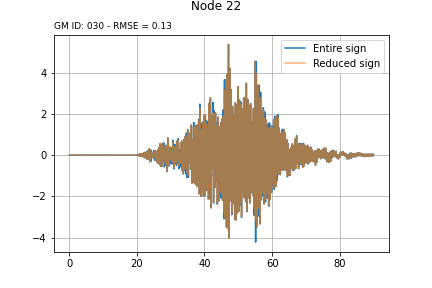 Node 22
GM ID: 030 - RMSE = 0.13
Entire sign
Reduced sign
4
2
0
−2
−4
0 20 40 60 80